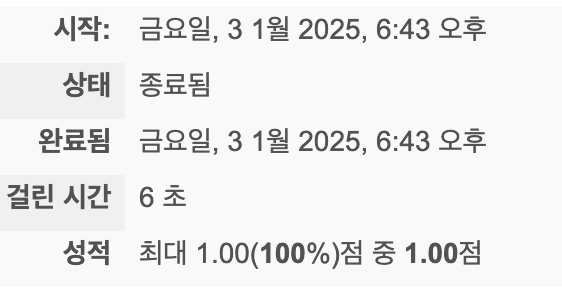 시작: 금요일, 3 1월 2025, 6:43 오후
상태 종료됨
완료됨 금요일, 3 1월 2025, 6:43 오후
걸린 시간 6 초
성적 최대 1.00(100%)점 중 1.00점